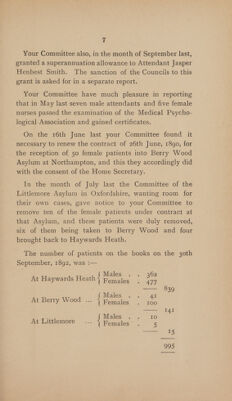 7
Your Committee also, in the month of September last,
granted a superannuation allowance to Attendant Jasper
Henbest Smith. The sanction of the Councils to this
grant is asked for in a separate report.
Your Committee have much pleasure in reporting
that in May last seven male attendants and five female
nurses passed the examination of the Medical Psycho-
logical Association and gained certificates.
On the 16th June last your Committee found it
necessary to renew the contract of 26th June, 1890, for
the reception of 50 female patients into Berry Wood
Asylum at Northampton, and this they accordingly did
with the consent of the Home Secretary.
In the month of July last the Committee of the
Littlemore Asylum in Oxfordshire, wanting room for
their own cases, gave notice to your Committee to
remove ten of the female patients under contract at
that Asylum, and these patients were duly removed,
six of them being taken to Berry Wood and four
brought back to Haywards Heath.
The number of patients on the books on the 30th
September, 1892, was :—
At Haywards Heath { Males . . 362
Females . 477
839
At Berry Wood ... { Males . . 41
Females . 100
141
At Littlemore ... { Males . . 10
Females . 5
15
995